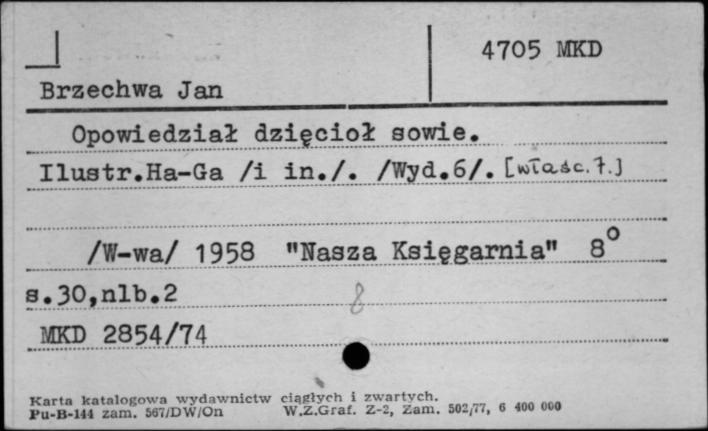 4705 MKD
Brzechwa Jan
Opowiedział dzięcioł sowie.
Ilustr.Ha-Ga /i in./. /Wyd.6/. [właśc. 7.]
/W-wa/ 1958 "Nasza Księgarnia" 8°
s.30,nlb.2
8
MKD 2854/74
Karta katalogowa wydawnictw ciągłych i zwartych.
Pu-B-144 zam. 567/DW/On W.Z.Graf. Z-2, Zam. 502/77, 6 400 000